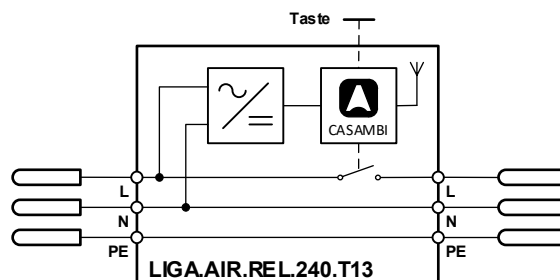 Taste
CASAMBI
L L
N N
PE PE
LIGA.AIR.REL.240.T13